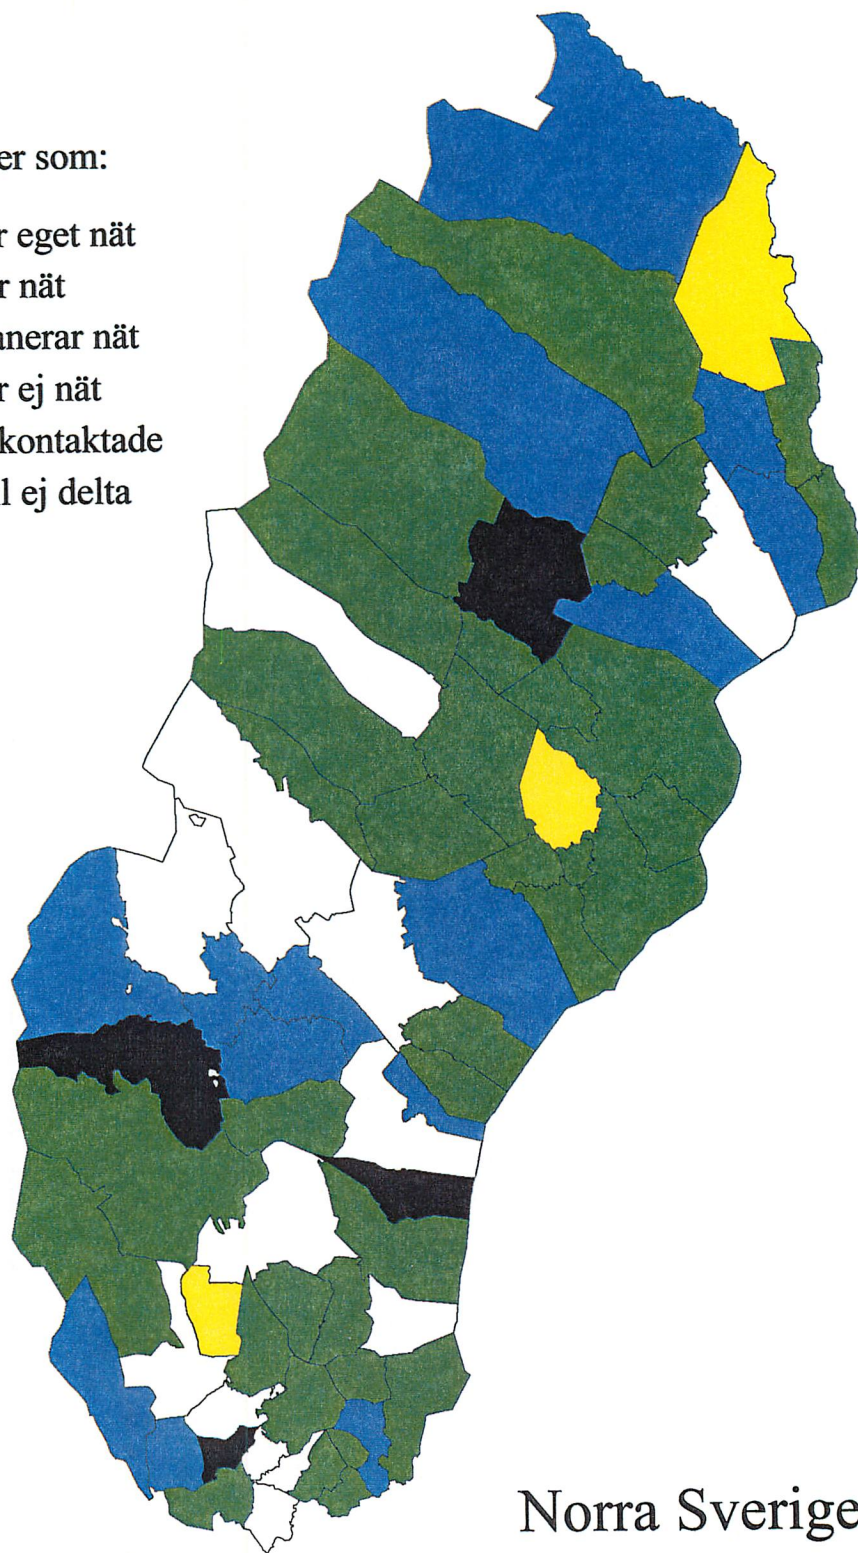 er som:
r eget nät
r nät
anerar nät
r ej nät
kontaktade
l ej delta
Norra Sverige